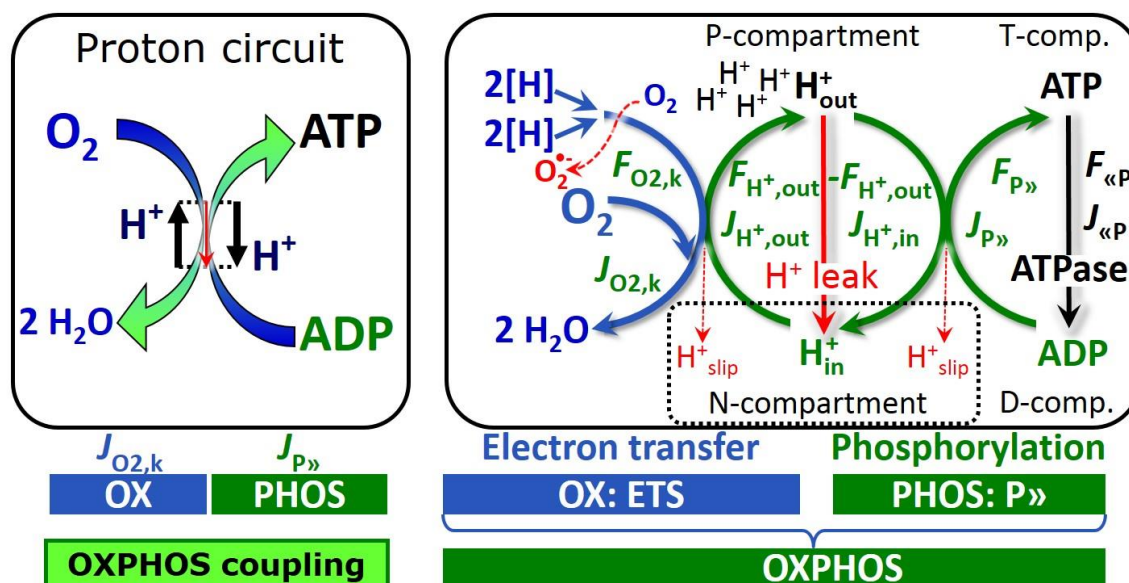 Proton circuit
O2
ATP
H+
H+
2 H2O
ADP
JO2,k
JP»
OX
PHOS
OXPHOS coupling
P-compartment
T-comp.
2[H]
2[H]
O2
H+ H+ H+out
H+ H+
ATP
O2•-
FO2,k
FH+,out
-FH+,out
FP»
F«P
O2
JH+,out
JH+,in
JP»
J«P
JO2,k
H+ leak
ATPase
2 H2O
H+slip
H+in
H+slip
ADP
N-compartment
D-comp.
Electron transfer
Phosphorylation
OX: ETS
PHOS: P»
OXPHOS